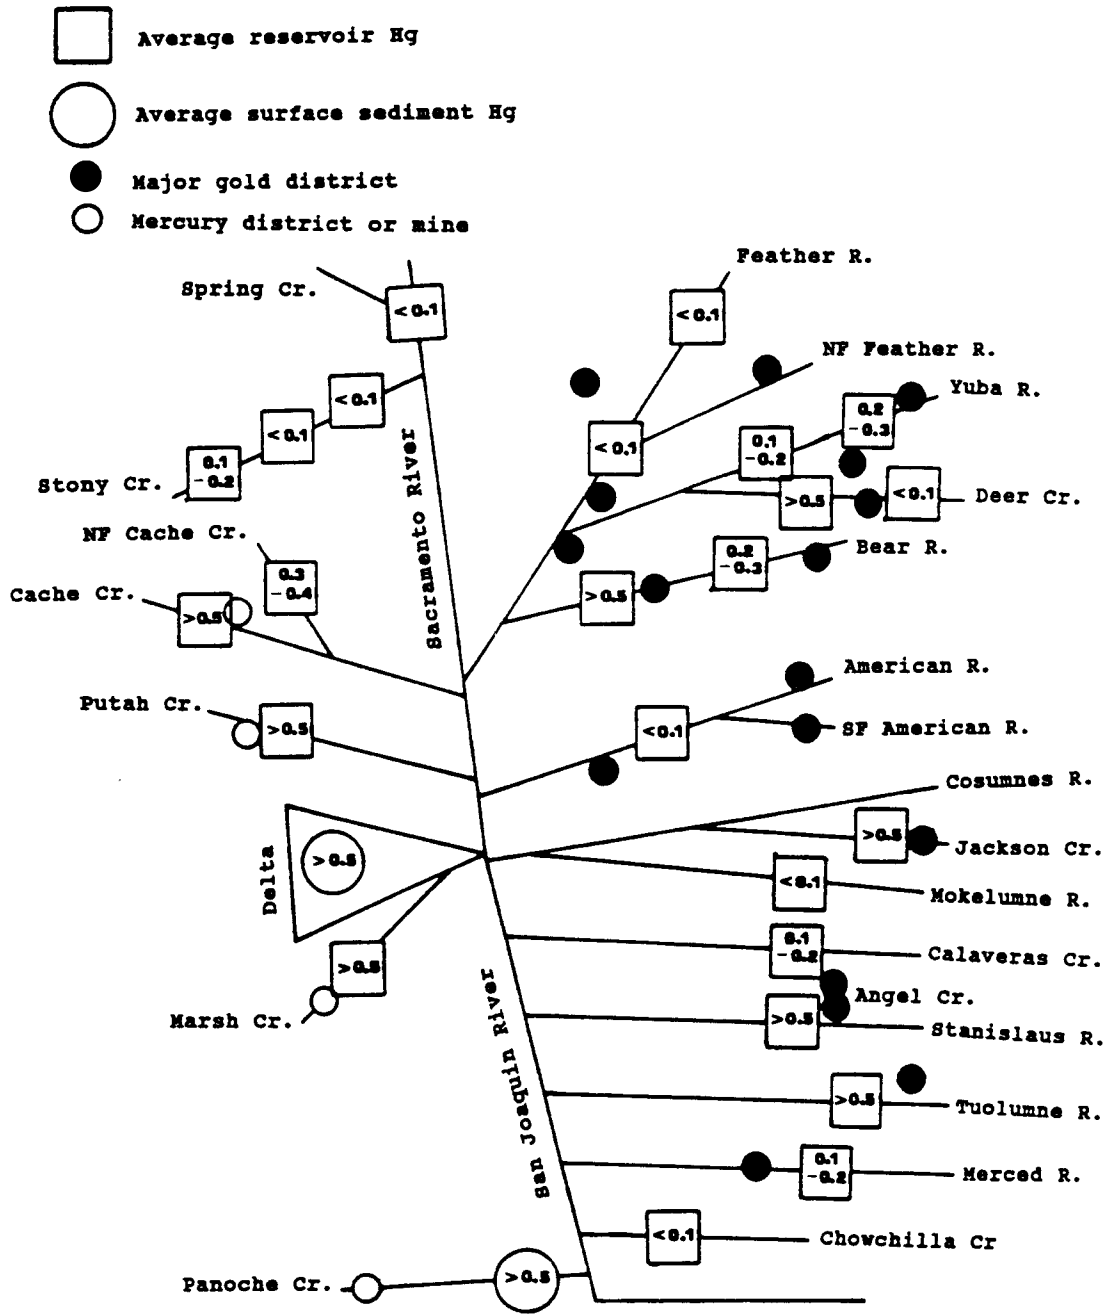 Average reservoir Hg
Average surface sediment Hg
Major gold district
Mercury district or mine
Feather R.
Spring Cr.
< 0.1
< 0.1
NF Feather R.
Yuba R.
< 0.1
0.2
- 0.3
< 0.1
0.1
- 0.2
< 0.1
0.1
- 0.2
Stony Cr.
> 0.5
< 0.1
Deer Cr.
Sacramento River
NF Cache Cr.
Bear R.
0.2
- 0.3
0.3
- 0.4
Cache Cr.
> 0.5
> 0.5
American R.
Putah Cr.
> 0.5
< 0.1
SF American R.
Cosumnes R.
> 0.5
Jackson Cr.
Delta
> 0.5
< 0.1
Mokelumne R.
0.1
- 0.2
Calaveras Cr.
> 0.5
Angel Cr.
Marsh Cr.
> 0.5
Stanislaus R.
San Joaquin River
> 0.5
Tuolumne R.
0.1
- 0.2
Merced R.
< 0.1
Chowchilla Cr
Panoche Cr.
> 0.5